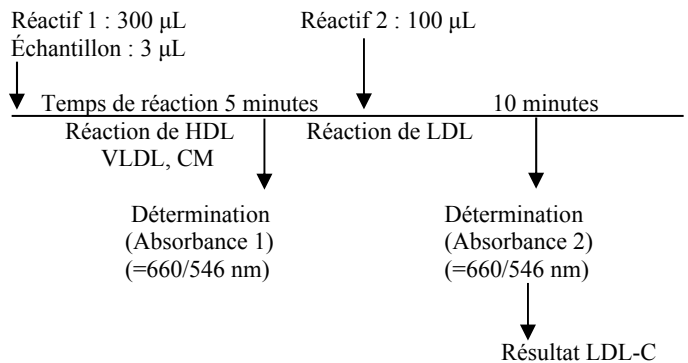 Réactif 1 : 300 µL
Échantillon : 3 µL
Réactif 2 : 100 µL
Temps de réaction 5 minutes
10 minutes
Réaction de HDL
VLDL, CM
Réaction de LDL
Détermination
(Absorbance 1)
(=660/546 nm)
Détermination
(Absorbance 2)
(=660/546 nm)
Résultat LDL-C